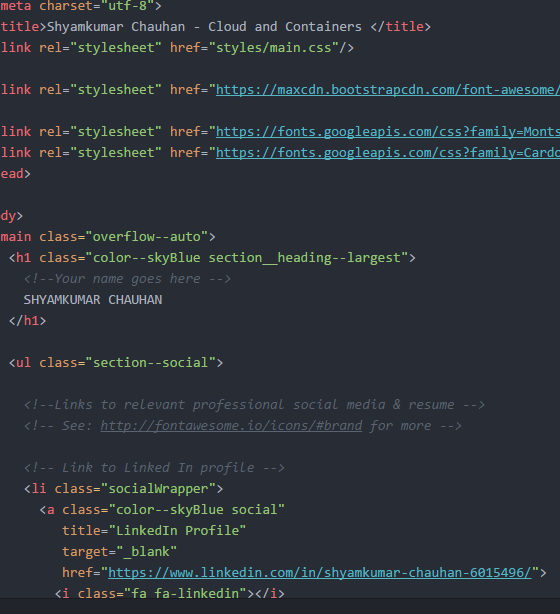 meta charset="utf-8">
title>Shyamkumar Chauhan - Cloud and Containers </title>
link rel="stylesheet" href="styles/main.css"/>
link rel="stylesheet" href="https://maxcdn.bootstrapcdn.com/font-awesome/
link rel="stylesheet" href="https://fonts.googleapis.com/css?family=Monts
link rel="stylesheet" href="https://fonts.googleapis.com/css?family=Cardo
ead>
dy>
main class="overflow--auto">
<h1 class="color--skyBlue section__heading--largest">
<!--Your name goes here -->
SHYAMKUMAR CHAUHAN
</h1>
<ul class="section--social">
<!--Links to relevant professional social media & resume -->
<!-- See: http://fontawesome.io/icons/#brand for more -->
<!-- Link to Linked In profile -->
<li class="socialWrapper">
<a class="color--skyBlue social"
title="LinkedIn Profile"
target="_blank"
href="https://www.linkedin.com/in/shyamkumar-chauhan-6015496/">
<i class="fa fa-linkedin"></i>